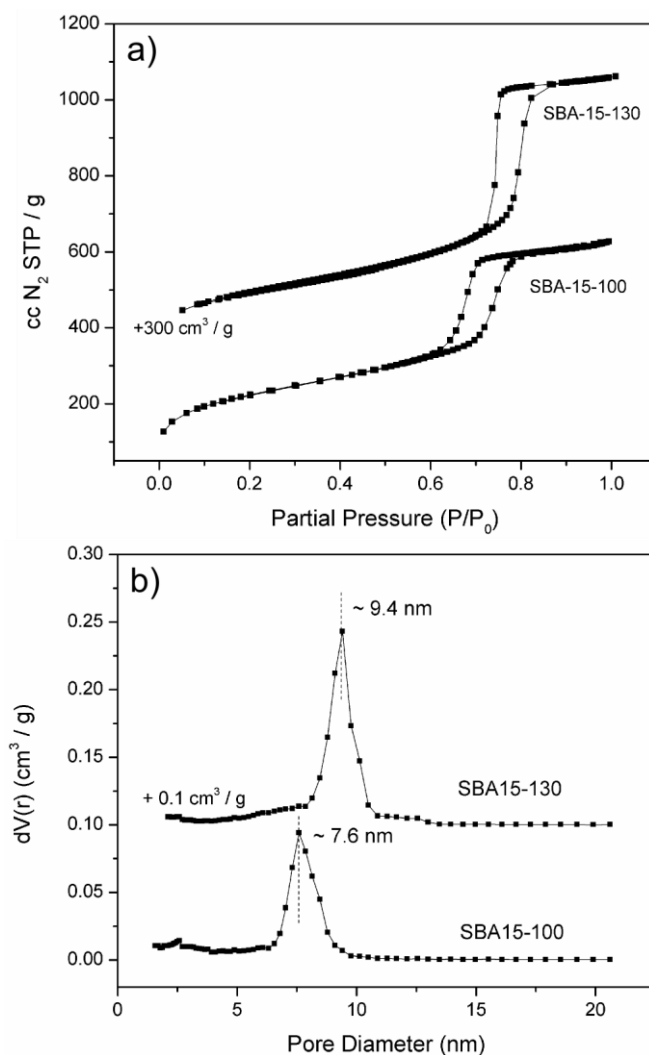 a)
1200
1000
800
600
400
200
cc N₂ STP / g
SBA-15-130
SBA-15-100
+300 cm³ / g
0.0 0.2 0.4 0.6 0.8 1.0
Partial Pressure (P/P₀)
b)
0.30
0.25
0.20
0.15
0.10
0.05
0.00
dV(r) (cm³ / g)
~ 9.4 nm
+ 0.1 cm³ / g
SBA15-130
~ 7.6 nm
SBA15-100
0 5 10 15 20
Pore Diameter (nm)